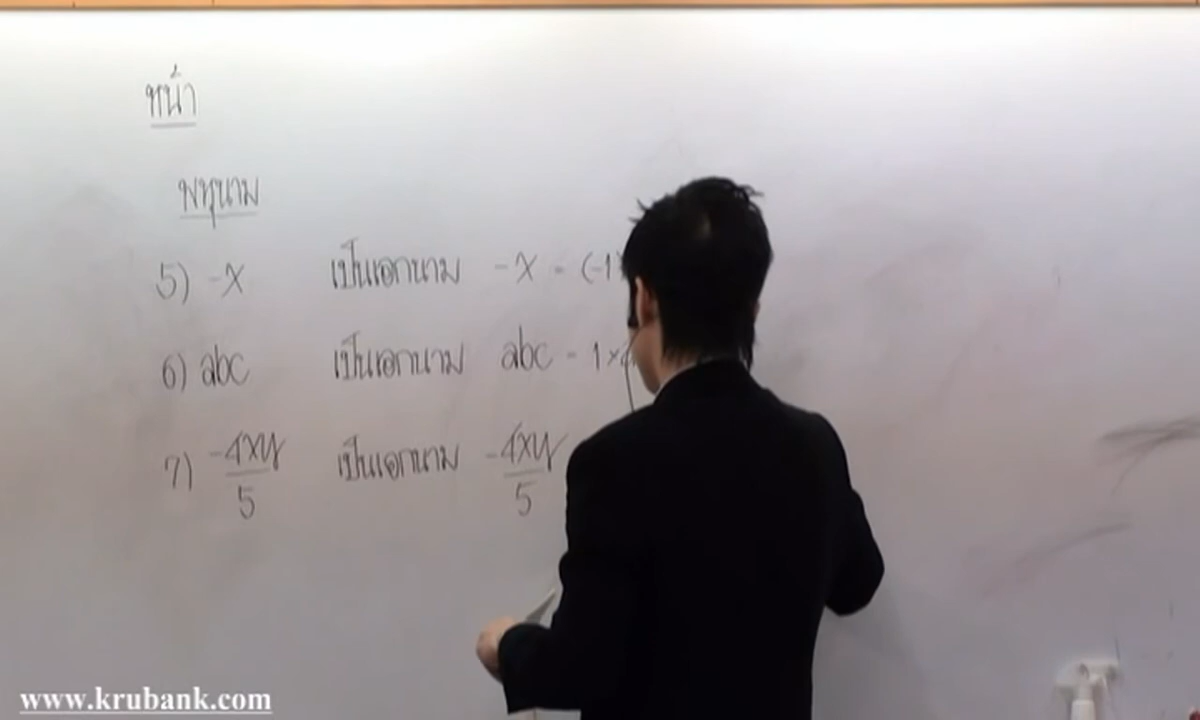 หน้า
พหุนาม
5) -x เป็นเอกนาม -x = (-1)
6) abc เป็นเอกนาม abc = 1×
7) -4xy/5 เป็นเอกนาม -4xy/5
www.krubank.com